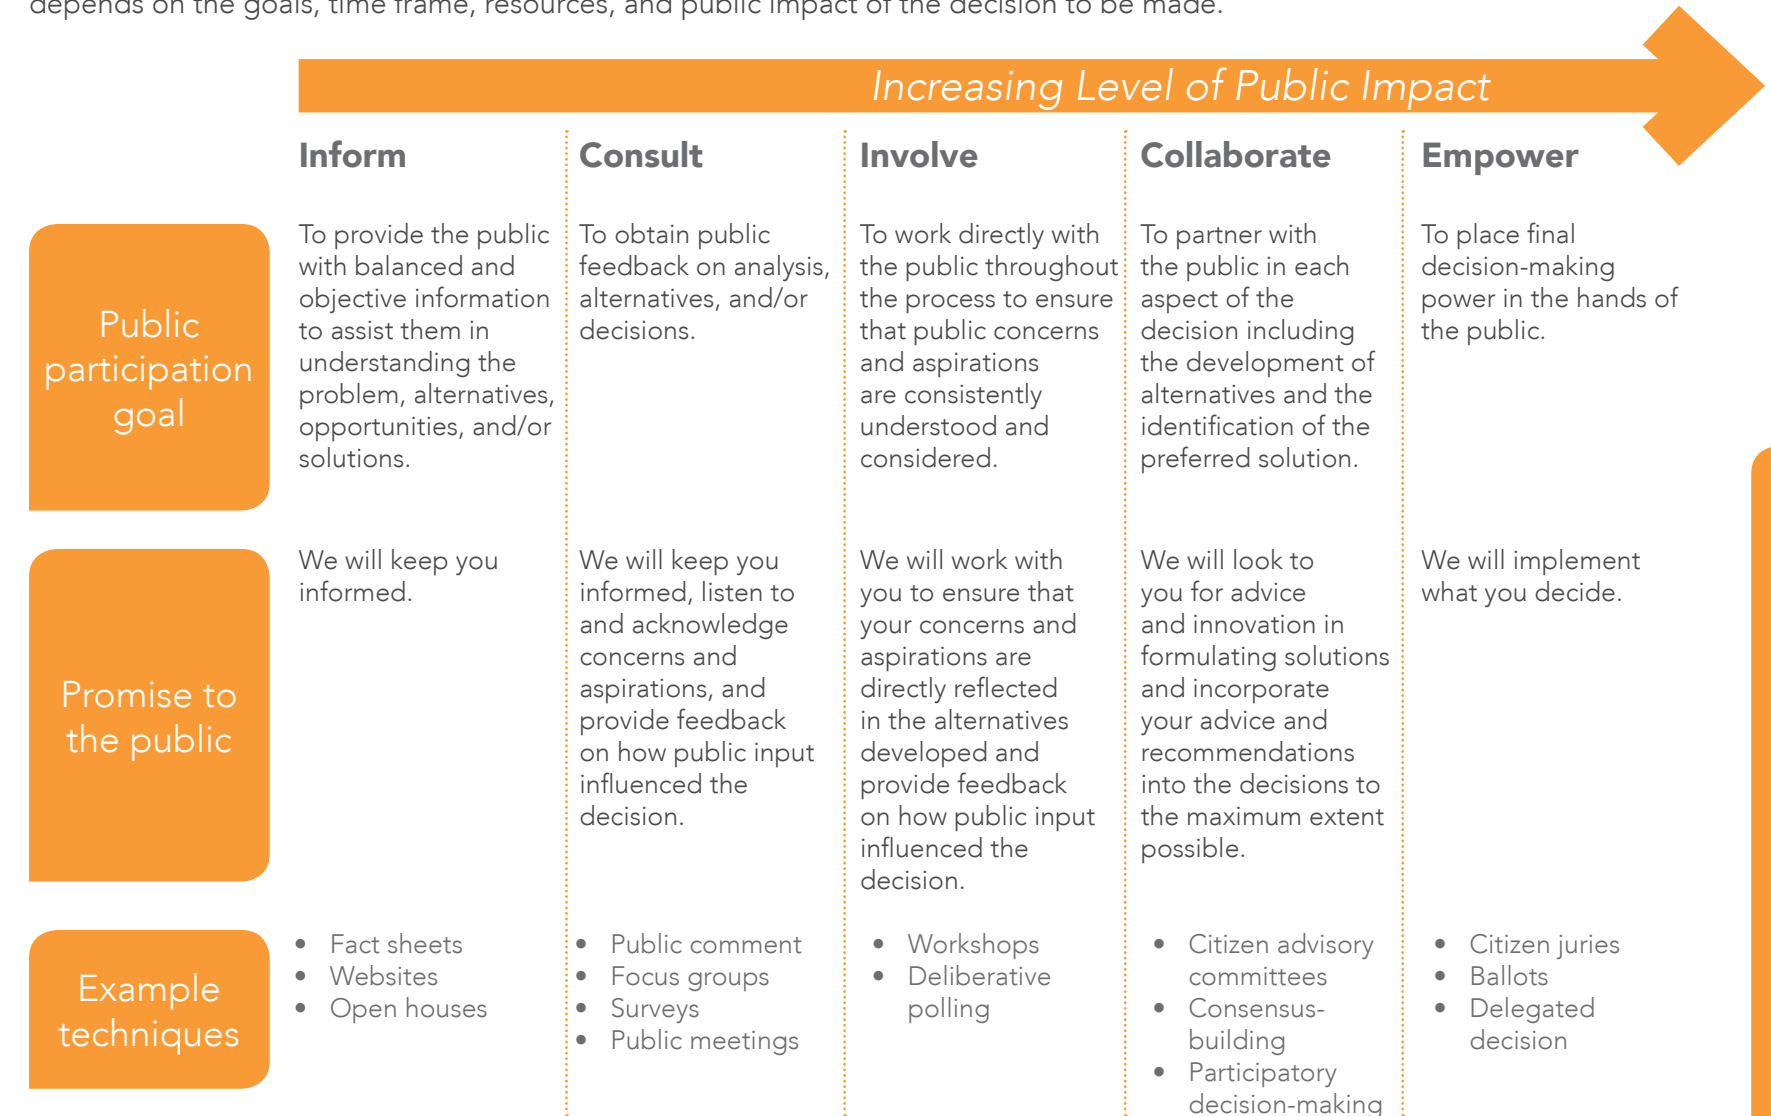 depends on the goals, time frame, resources, and public impact of the decision to be made.
Increasing Level of Public Impact
Inform
Consult
Involve
Collaborate
Empower
Public
participation
goal
To provide the public
with balanced and
objective information
to assist them in
understanding the
problem, alternatives,
opportunities, and/or
solutions.
To obtain public
feedback on analysis,
alternatives, and/or
decisions.
To work directly with
the public throughout
the process to ensure
that public concerns
and aspirations
are consistently
understood and
considered.
To partner with
the public in each
aspect of the
decision including
the development of
alternatives and the
identification of the
preferred solution.
To place final
decision-making
power in the hands of
the public.
Promise to
the public
We will keep you
informed.
We will keep you
informed, listen to
and acknowledge
concerns and
aspirations, and
provide feedback
on how public input
influenced the
decision.
We will work with
you to ensure that
your concerns and
aspirations are
directly reflected
in the alternatives
developed and
provide feedback
on how public input
influenced the
decision.
We will look to
you for advice
and innovation in
formulating solutions
and incorporate
your advice and
recommendations
into the decisions to
the maximum extent
possible.
We will implement
what you decide.
Example
techniques
• Fact sheets
• Websites
• Open houses
• Public comment
• Focus groups
• Surveys
• Public meetings
• Workshops
• Deliberative
polling
• Citizen advisory
committees
• Consensus-
building
• Participatory
decision-making
• Citizen juries
• Ballots
• Delegated
decision